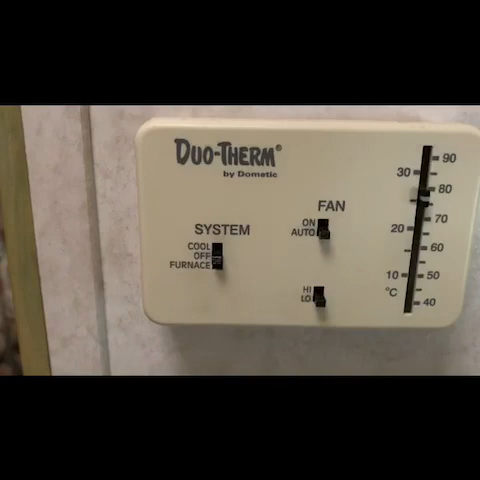 DUO-THERM®
by Dometic
SYSTEM
COOL
OFF
FURNACE
FAN
ON
AUTO
HI
LO
90
30
80
70
20
60
10
50
°C
40